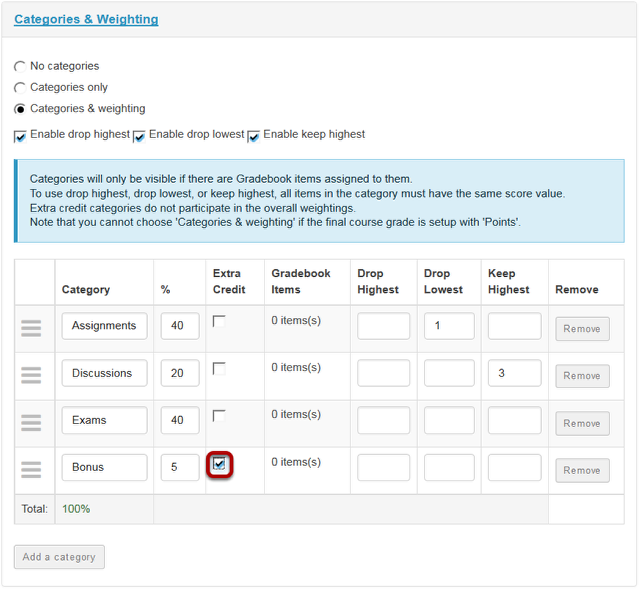 Categories & Weighting
No categories
Categories only
Categories & weighting
Enable drop highest Enable drop lowest Enable keep highest
Categories will only be visible if there are Gradebook items assigned to them.
To use drop highest, drop lowest, or keep highest, all items in the category must have the same score value.
Extra credit categories do not participate in the overall weightings.
Note that you cannot choose 'Categories & weighting' if the final course grade is setup with 'Points'.
Category % Extra Credit Gradebook Items Drop Highest Drop Lowest Keep Highest Remove
Assignments 40 0 items(s) 1 Remove
Discussions 20 0 items(s) 3 Remove
Exams 40 0 items(s) Remove
Bonus 5 0 items(s) Remove
Total: 100%
Add a category